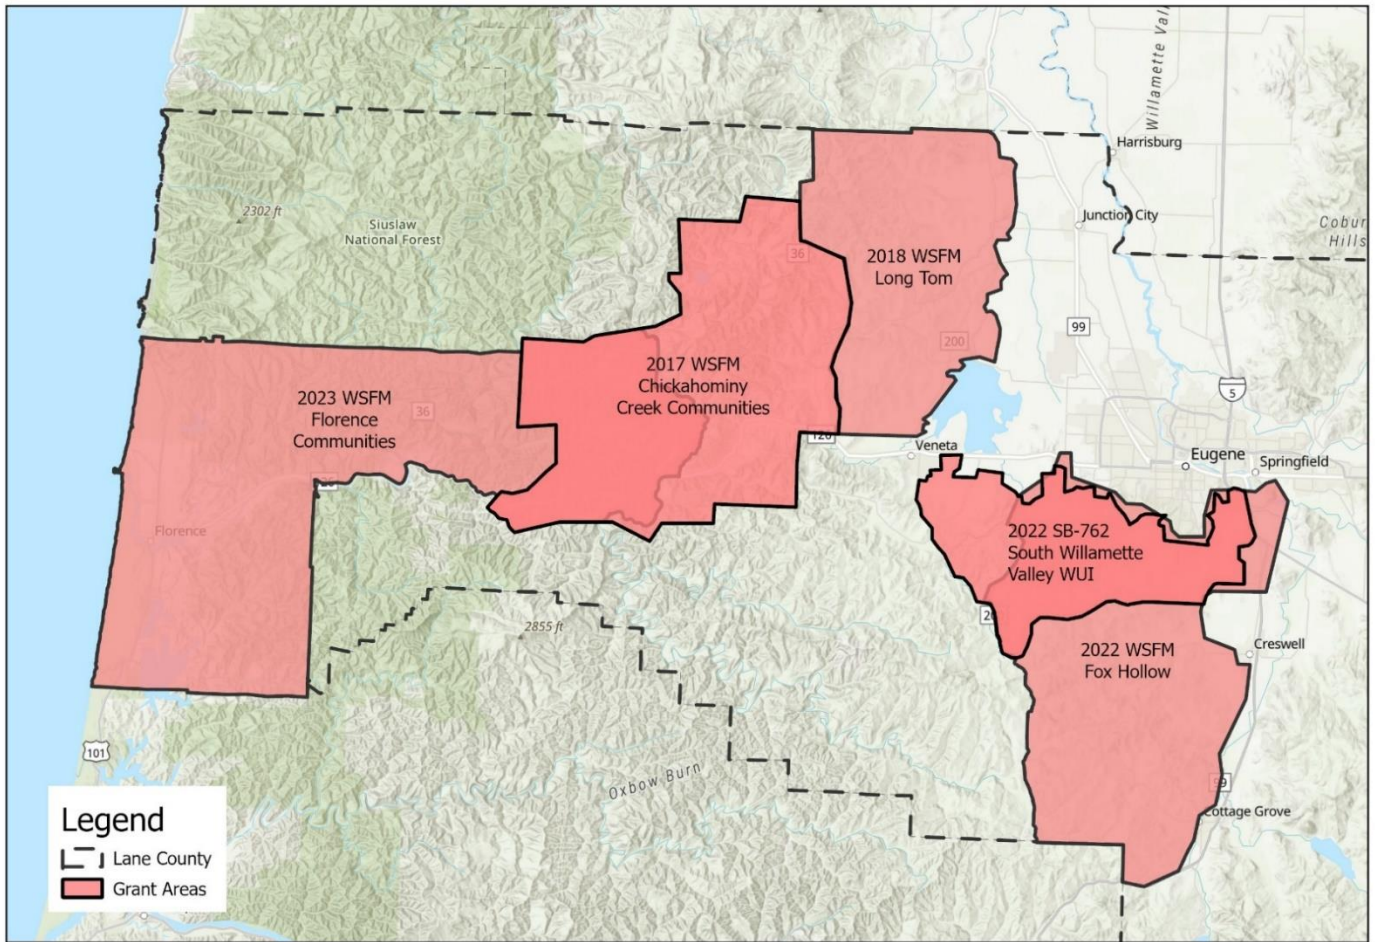 Willamette Val
Harrisburg
Cobur
Hills
2302 ft
Siuslaw
National Forest
Junction City
36
2018 WSFM
Long Tom
99
200
2017 WSFM
Chickahominy
Creek Communities
2023 WSFM
Florence
Communities
36
5
126
Veneta
Eugene
Springfield
Florence
2022 SB-762
South Willamette
Valley WUI
2855 ft
Creswell
2022 WSFM
Fox Hollow
101
Oxbow Burn
99
Cottage Grove
Legend
Lane County
Grant Areas